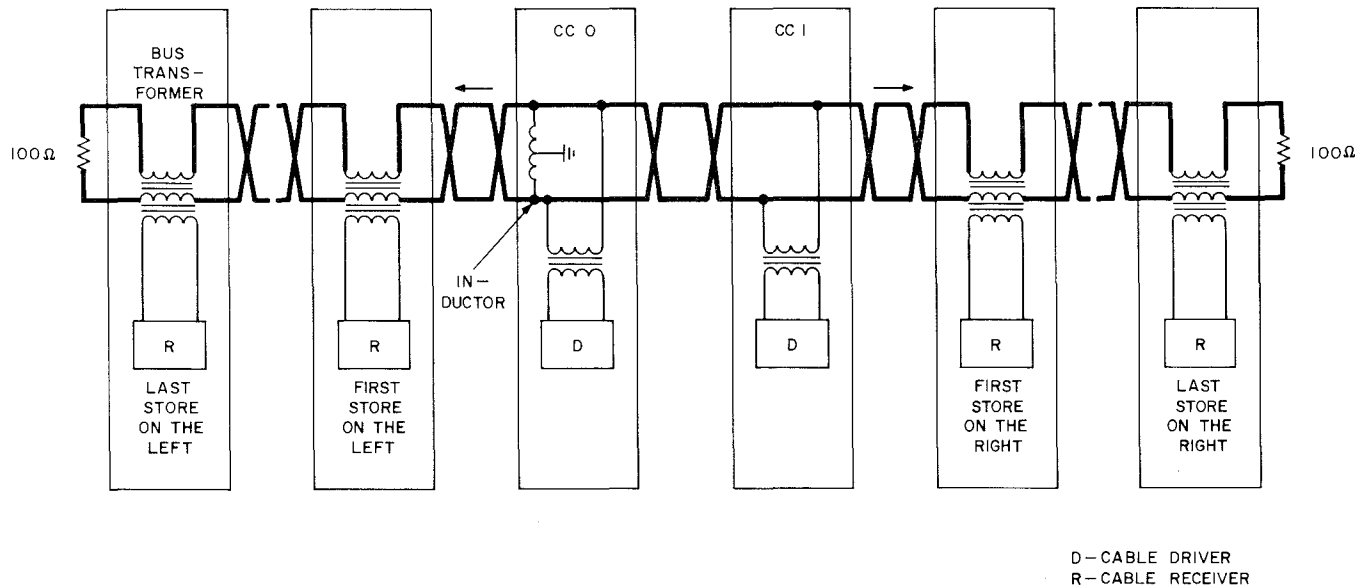 CC 0
CC 1
BUS
TRANS-
FORMER
100Ω
100Ω
IN-
DUCTOR
R
R
D
D
R
R
LAST
STORE
ON THE
LEFT
FIRST
STORE
ON THE
LEFT
FIRST
STORE
ON THE
RIGHT
LAST
STORE
ON THE
RIGHT
D-CABLE DRIVER
R-CABLE RECEIVER